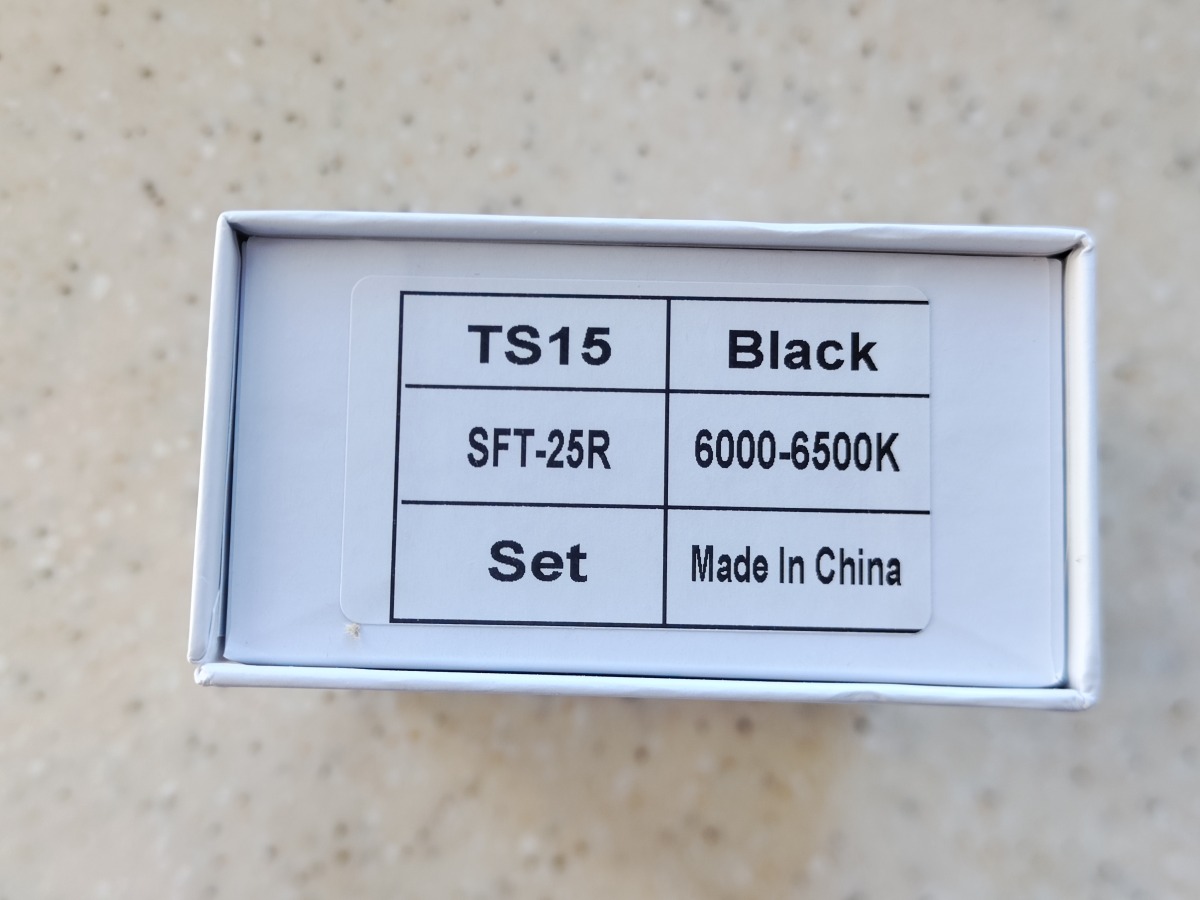 TS15 Black
SFT-25R 6000-6500K
Set Made In China